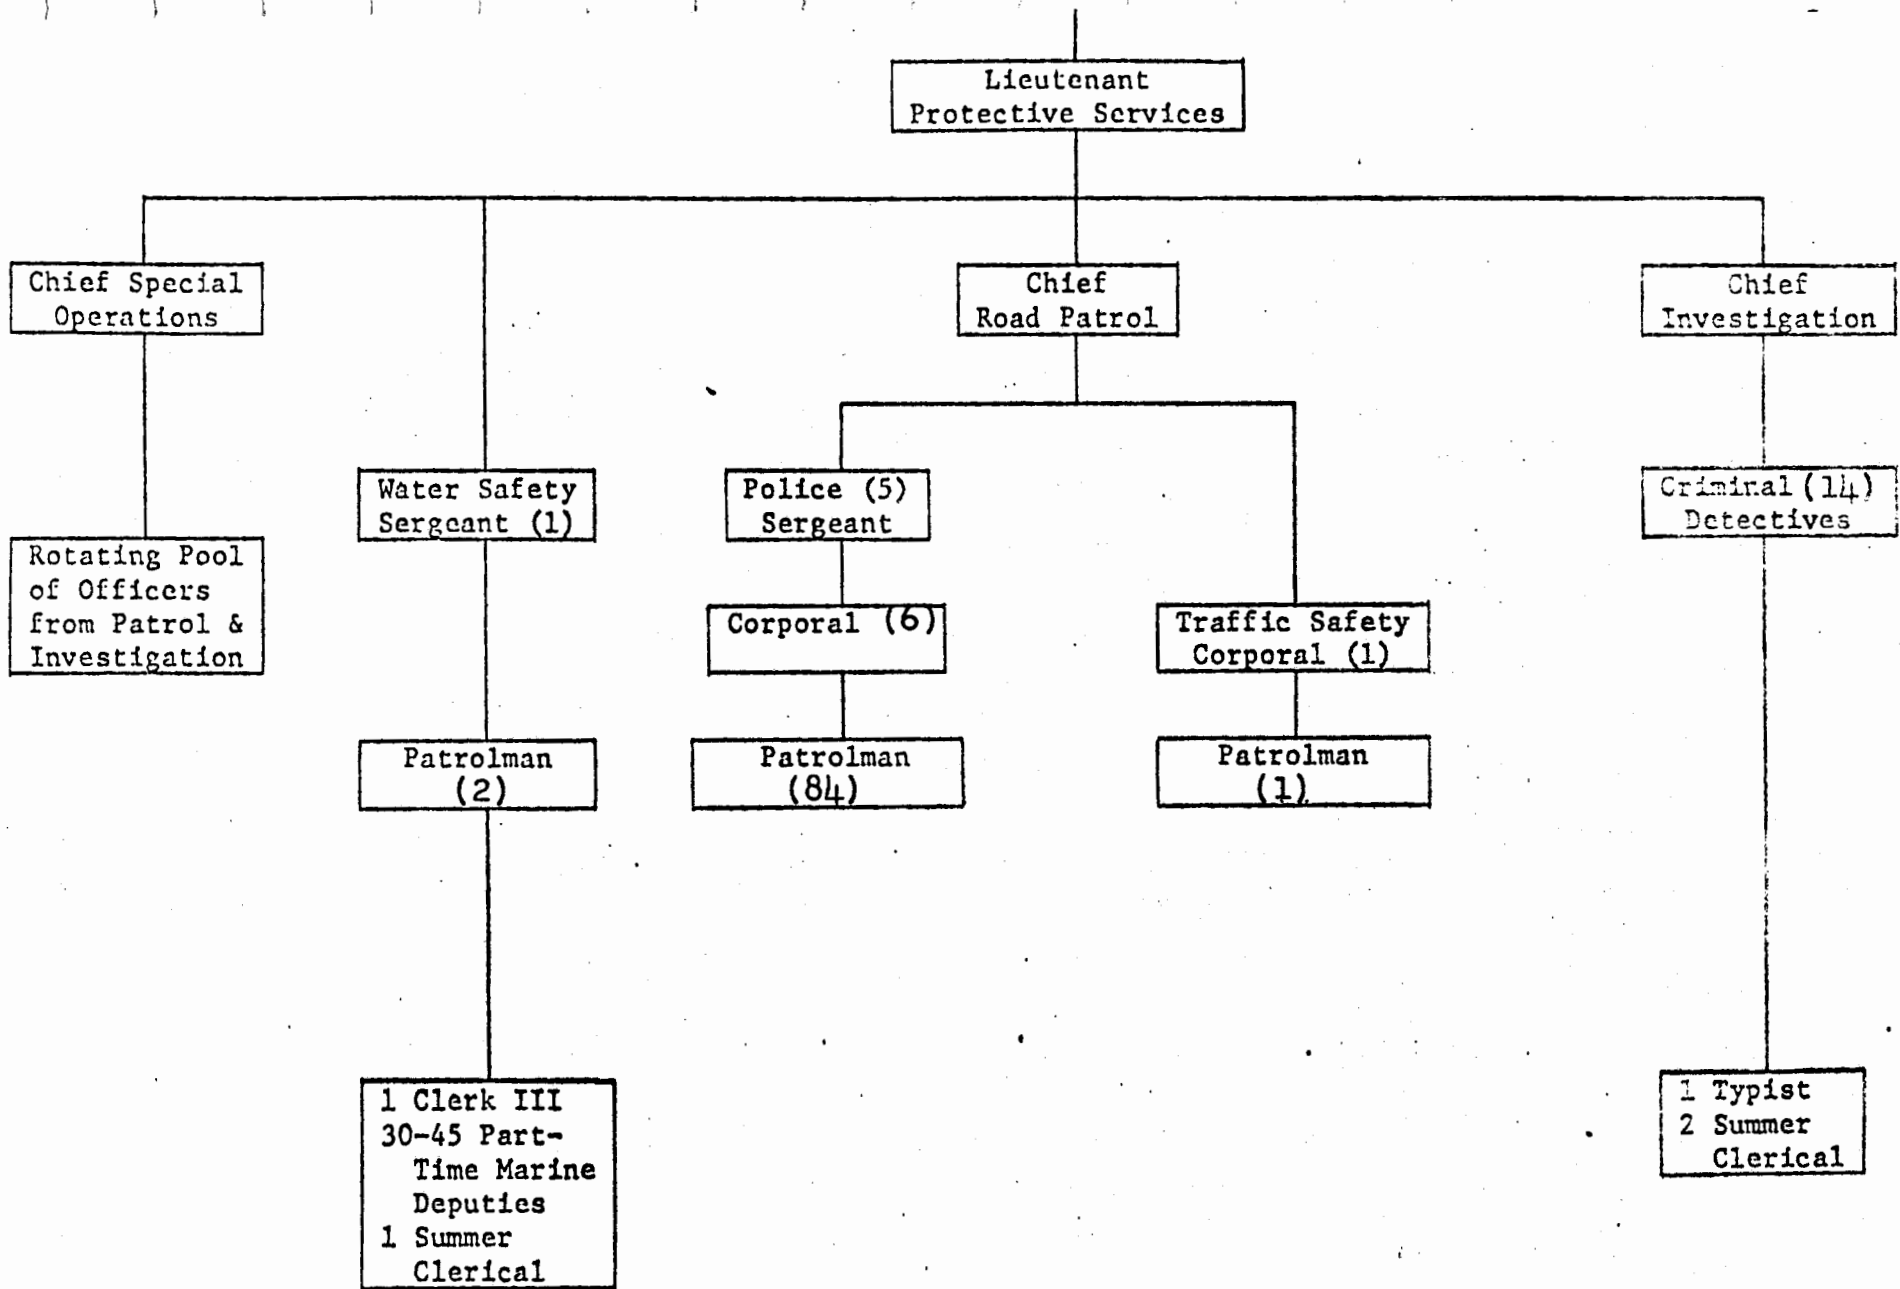 Lieutenant
Protective Services
Chief Special
Operations
Chief
Road Patrol
Chief
Investigation
Water Safety
Sergeant (1)
Police (5)
Sergeant
Criminal (14)
Detectives
Rotating Pool
of Officers
from Patrol &
Investigation
Corporal (6)
Traffic Safety
Corporal (1)
Patrolman
(2)
Patrolman
(84)
Patrolman
(1)
1 Clerk III
30-45 Part-
Time Marine
Deputies
1 Summer
Clerical
1 Typist
2 Summer
Clerical